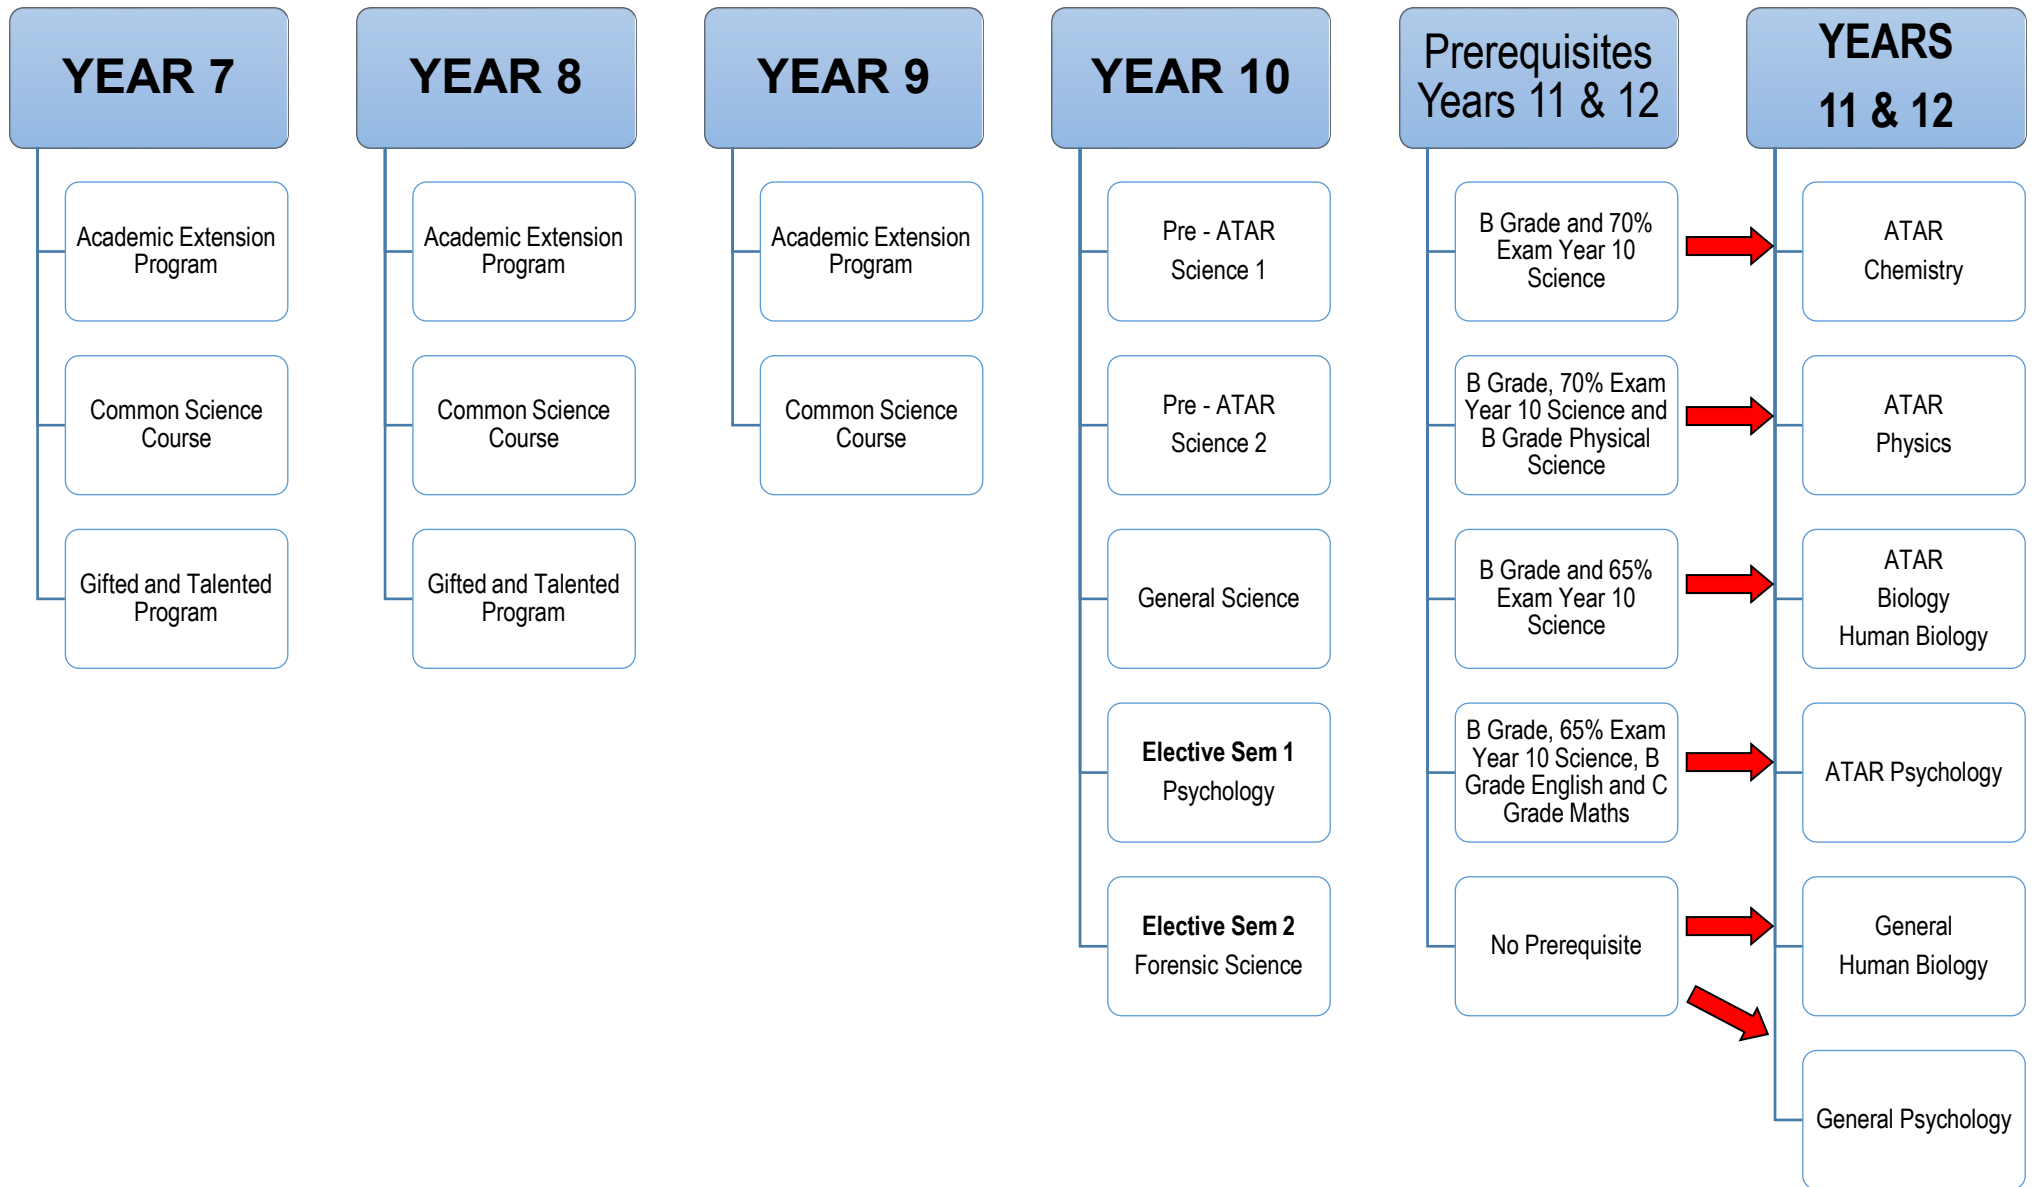 YEAR 7
Academic Extension
Program
Common Science
Course
Gifted and Talented
Program
YEAR 8
Academic Extension
Program
Common Science
Course
Gifted and Talented
Program
YEAR 9
Academic Extension
Program
Common Science
Course
YEAR 10
Pre - ATAR
Science 1
Pre - ATAR
Science 2
General Science
Elective Sem 1
Psychology
Elective Sem 2
Forensic Science
Prerequisites
Years 11 & 12
B Grade and 70%
Exam Year 10
Science
B Grade, 70% Exam
Year 10 Science and
B Grade Physical
Science
B Grade and 65%
Exam Year 10
Science
B Grade, 65% Exam
Year 10 Science, B
Grade English and C
Grade Maths
No Prerequisite
YEARS
11 & 12
ATAR
Chemistry
ATAR
Physics
ATAR
Biology
Human Biology
ATAR Psychology
General
Human Biology
General Psychology